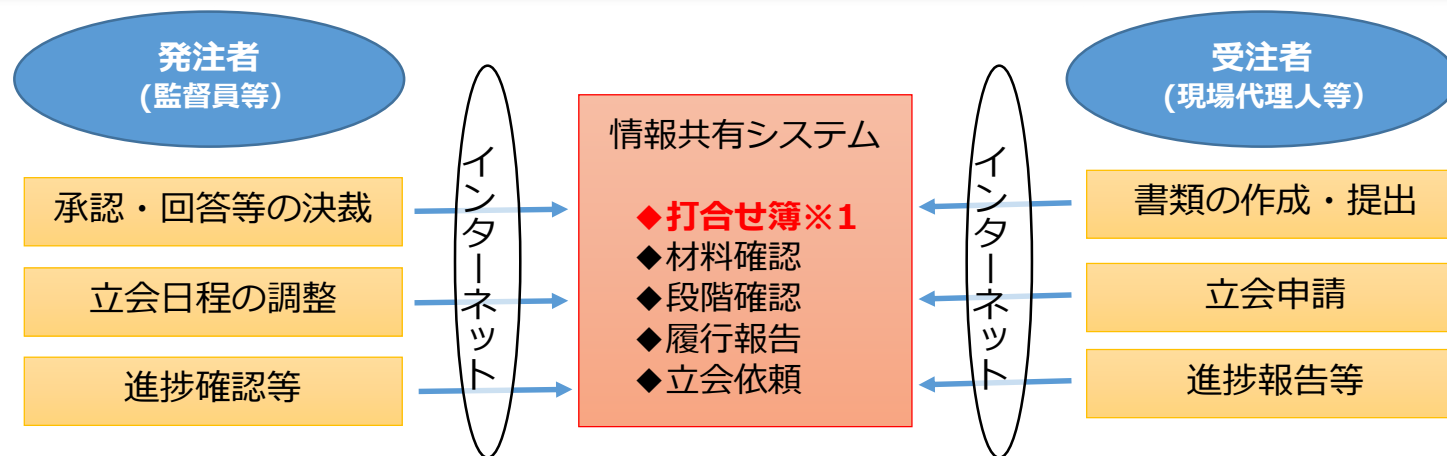 発注者
(監督員等）
承認・回答等の決裁
立会日程の調整
進捗確認等
インターネット
情報共有システム
◆打合せ簿※1
◆材料確認
◆段階確認
◆履行報告
◆立会依頼
インターネット
受注者
(現場代理人等）
書類の作成・提出
立会申請
進捗報告等